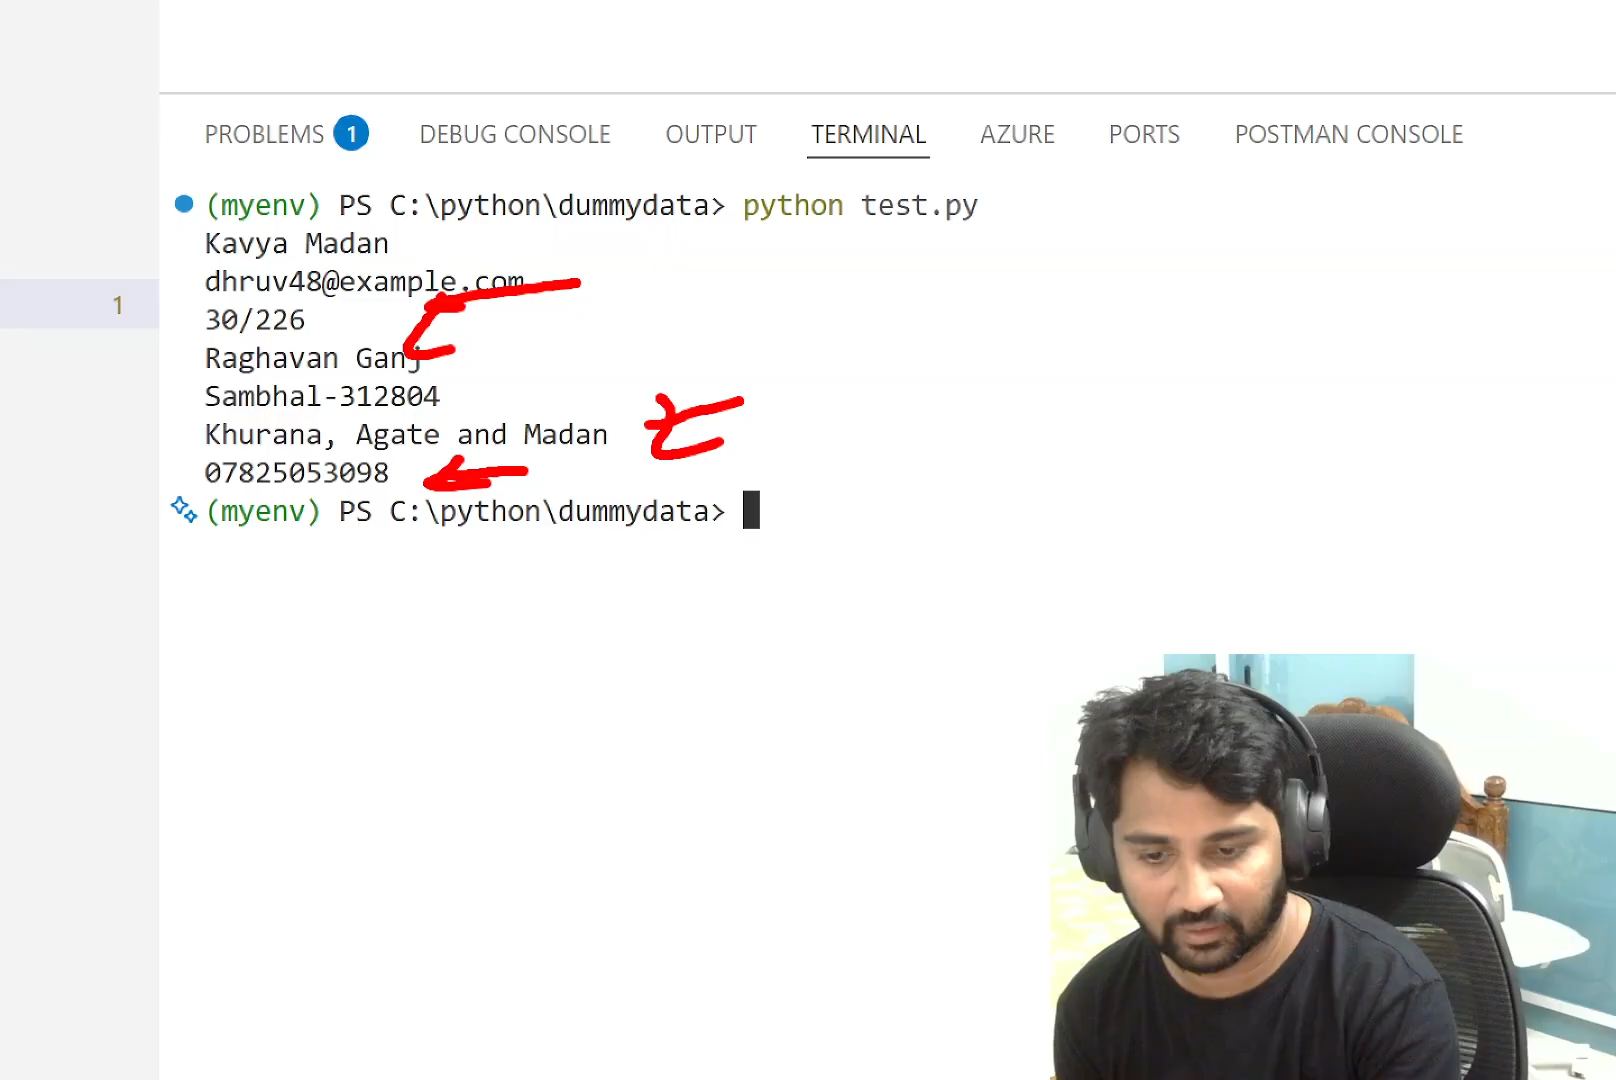 PROBLEMS 1 DEBUG CONSOLE OUTPUT TERMINAL AZURE PORTS POSTMAN CONSOLE
(myenv) PS C:\python\dummydata> python test.py
Kavya Madan
dhruv48@example.com
1
30/226
Raghavan Ganj
Sambhal-312804
Khurana, Agate and Madan
07825053098
(myenv) PS C:\python\dummydata>